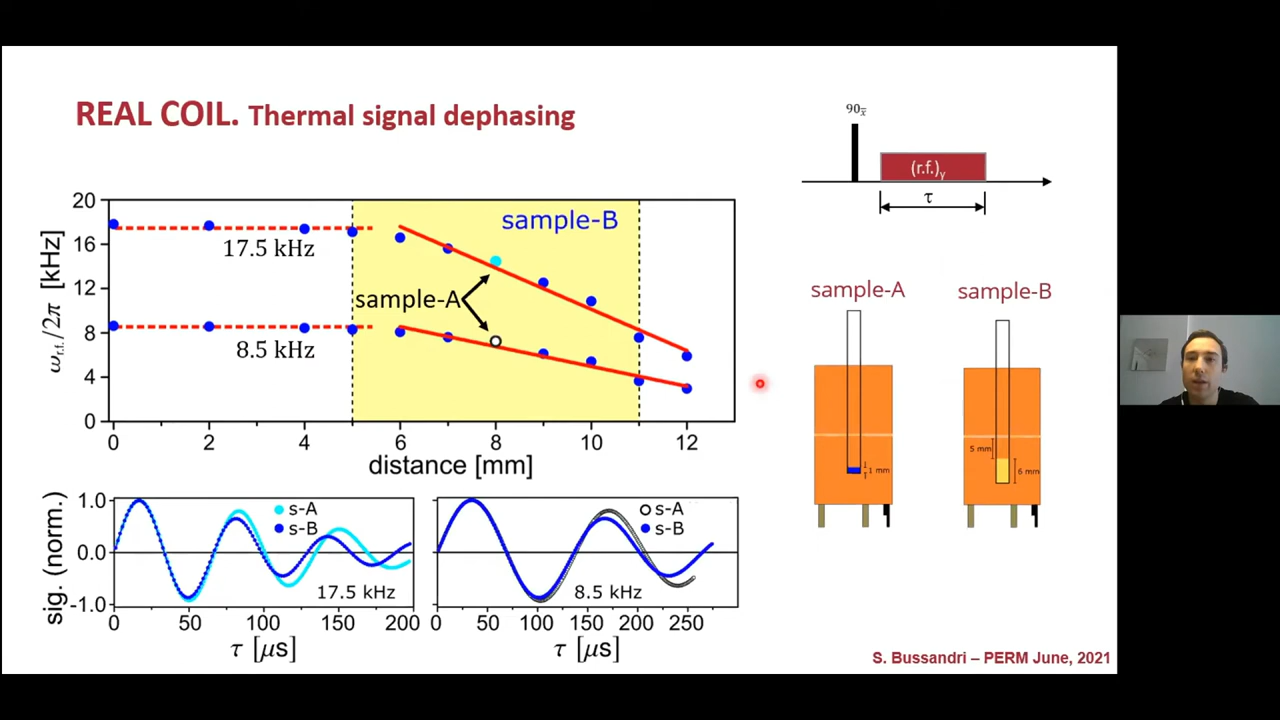 REAL COIL. Thermal signal dephasing
90x̅
(r.f.)y
τ
20
16
12
8
4
0
ωr.f./2π [kHz]
sample-B
17.5 kHz
sample-A
8.5 kHz
0 2 4 6 8 10 12
distance [mm]
sample-A
sample-B
1 mm
5 mm
6 mm
sig. (norm.)
1.0
0.0
-1.0
s-A
s-B
17.5 kHz
0 50 100 150 200
τ [µs]
s-A
s-B
8.5 kHz
0 50 100 150 200 250
τ [µs]
S. Bussandri – PERM June, 2021